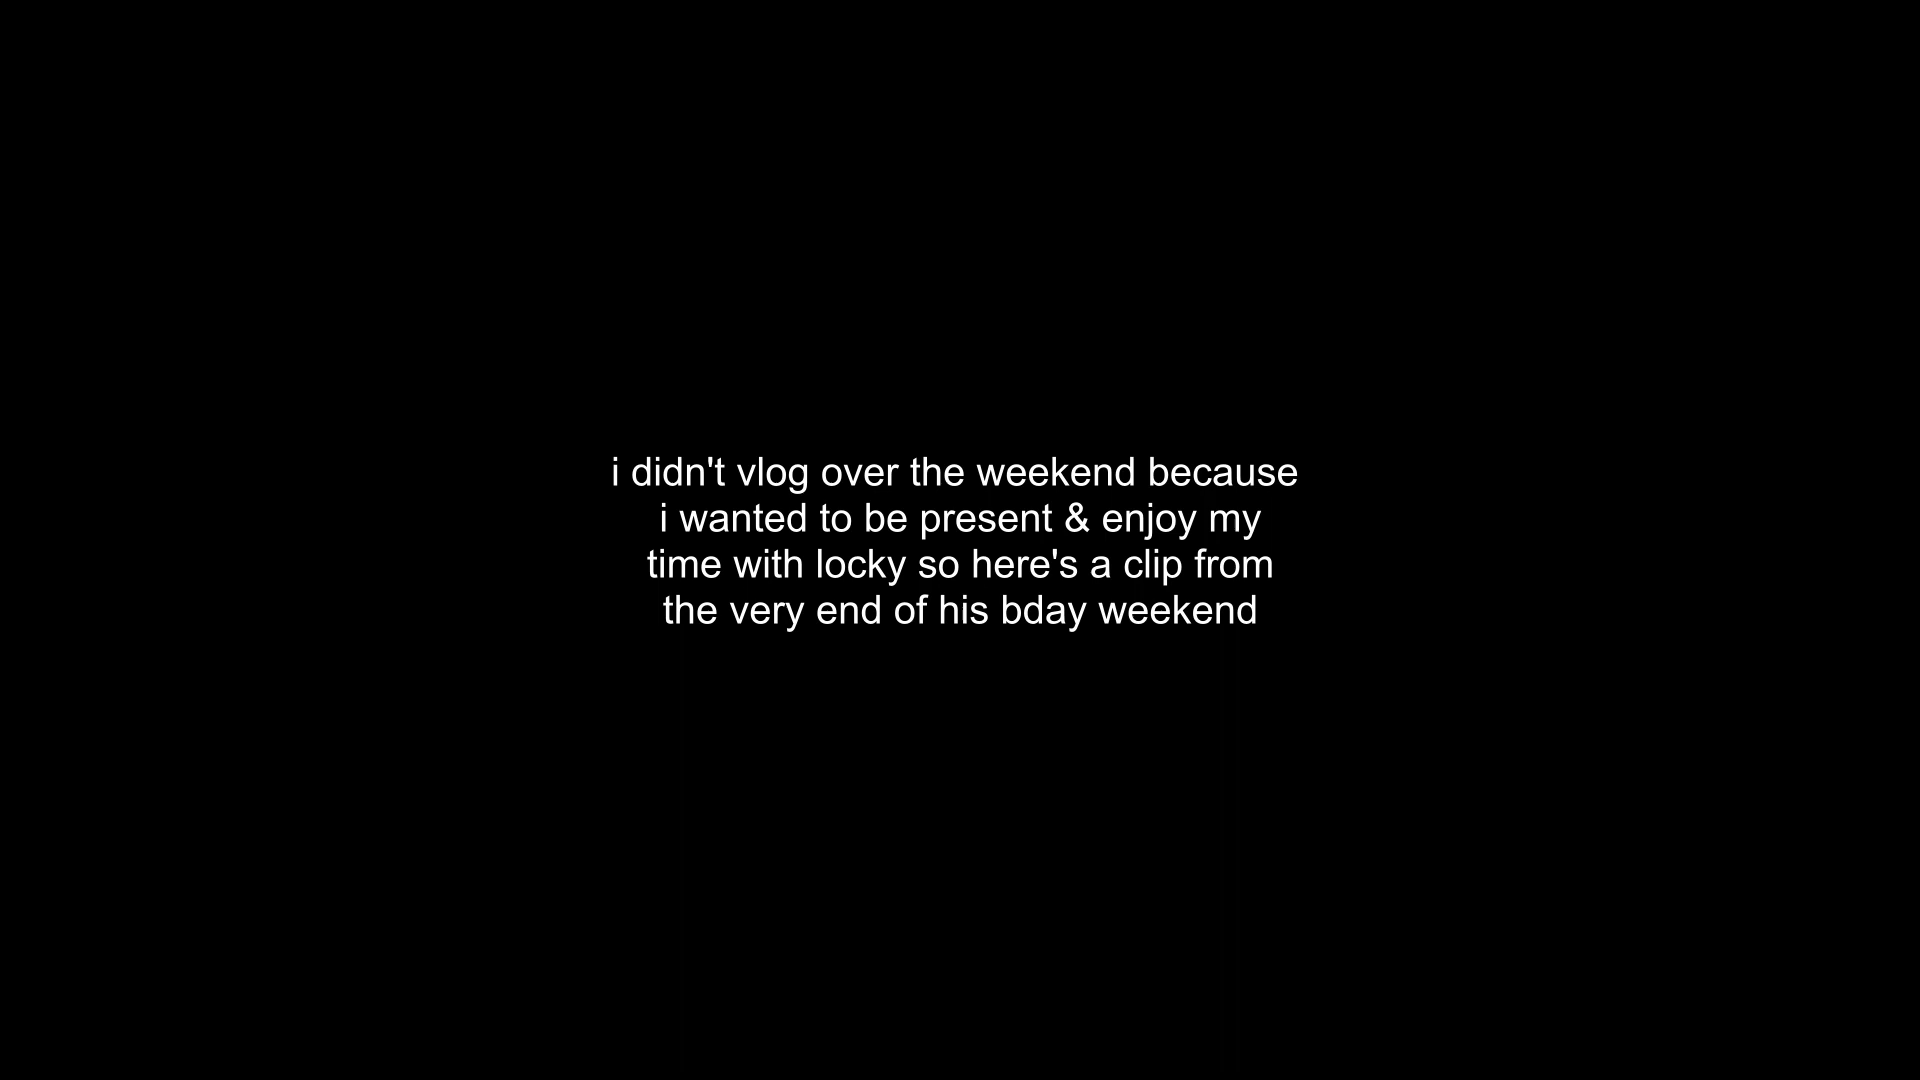 i didn't vlog over the weekend because
i wanted to be present & enjoy my
time with locky so here's a clip from
the very end of his bday weekend